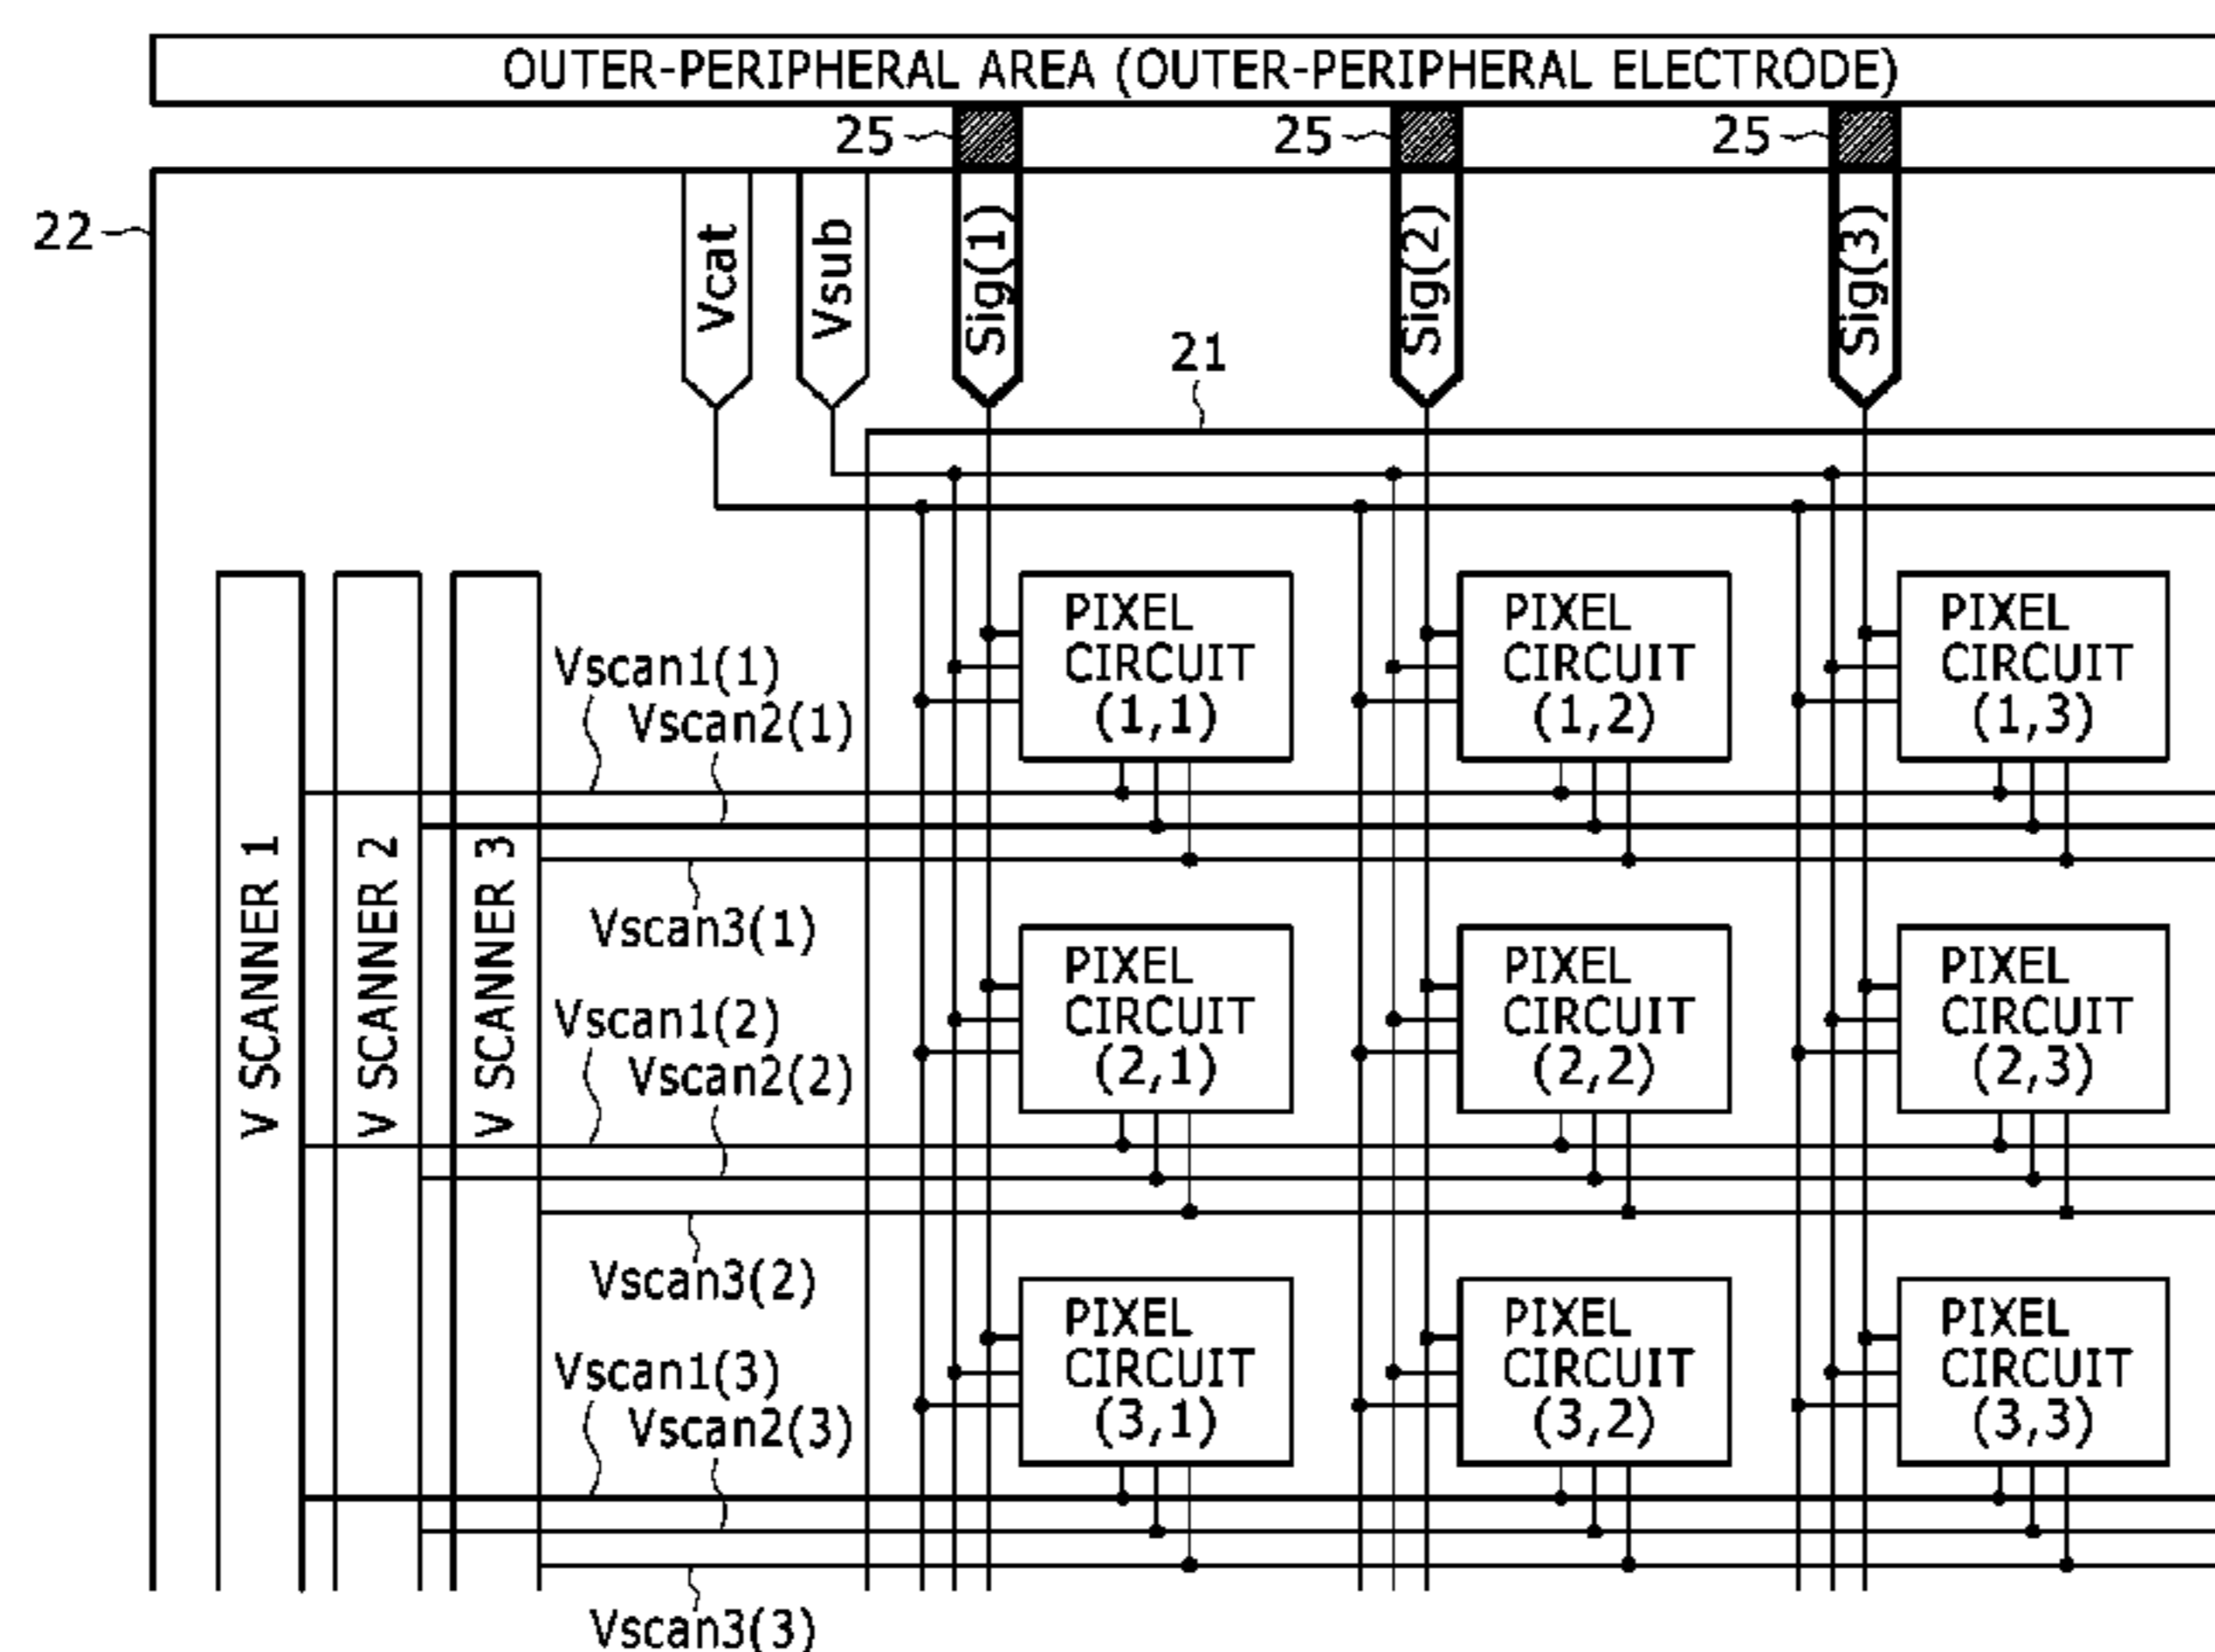 OUTER-PERIPHERAL AREA (OUTER-PERIPHERAL ELECTRODE)
25
25
25
22
Vcat
Vsub
Sig(1)
Sig(2)
Sig(3)
21
V SCANNER 1
V SCANNER 2
V SCANNER 3
Vscan1(1)
Vscan2(1)
Vscan3(1)
PIXEL
CIRCUIT
(1,1)
PIXEL
CIRCUIT
(1,2)
PIXEL
CIRCUIT
(1,3)
Vscan1(2)
Vscan2(2)
Vscan3(2)
PIXEL
CIRCUIT
(2,1)
PIXEL
CIRCUIT
(2,2)
PIXEL
CIRCUIT
(2,3)
Vscan1(3)
Vscan2(3)
Vscan3(3)
PIXEL
CIRCUIT
(3,1)
PIXEL
CIRCUIT
(3,2)
PIXEL
CIRCUIT
(3,3)